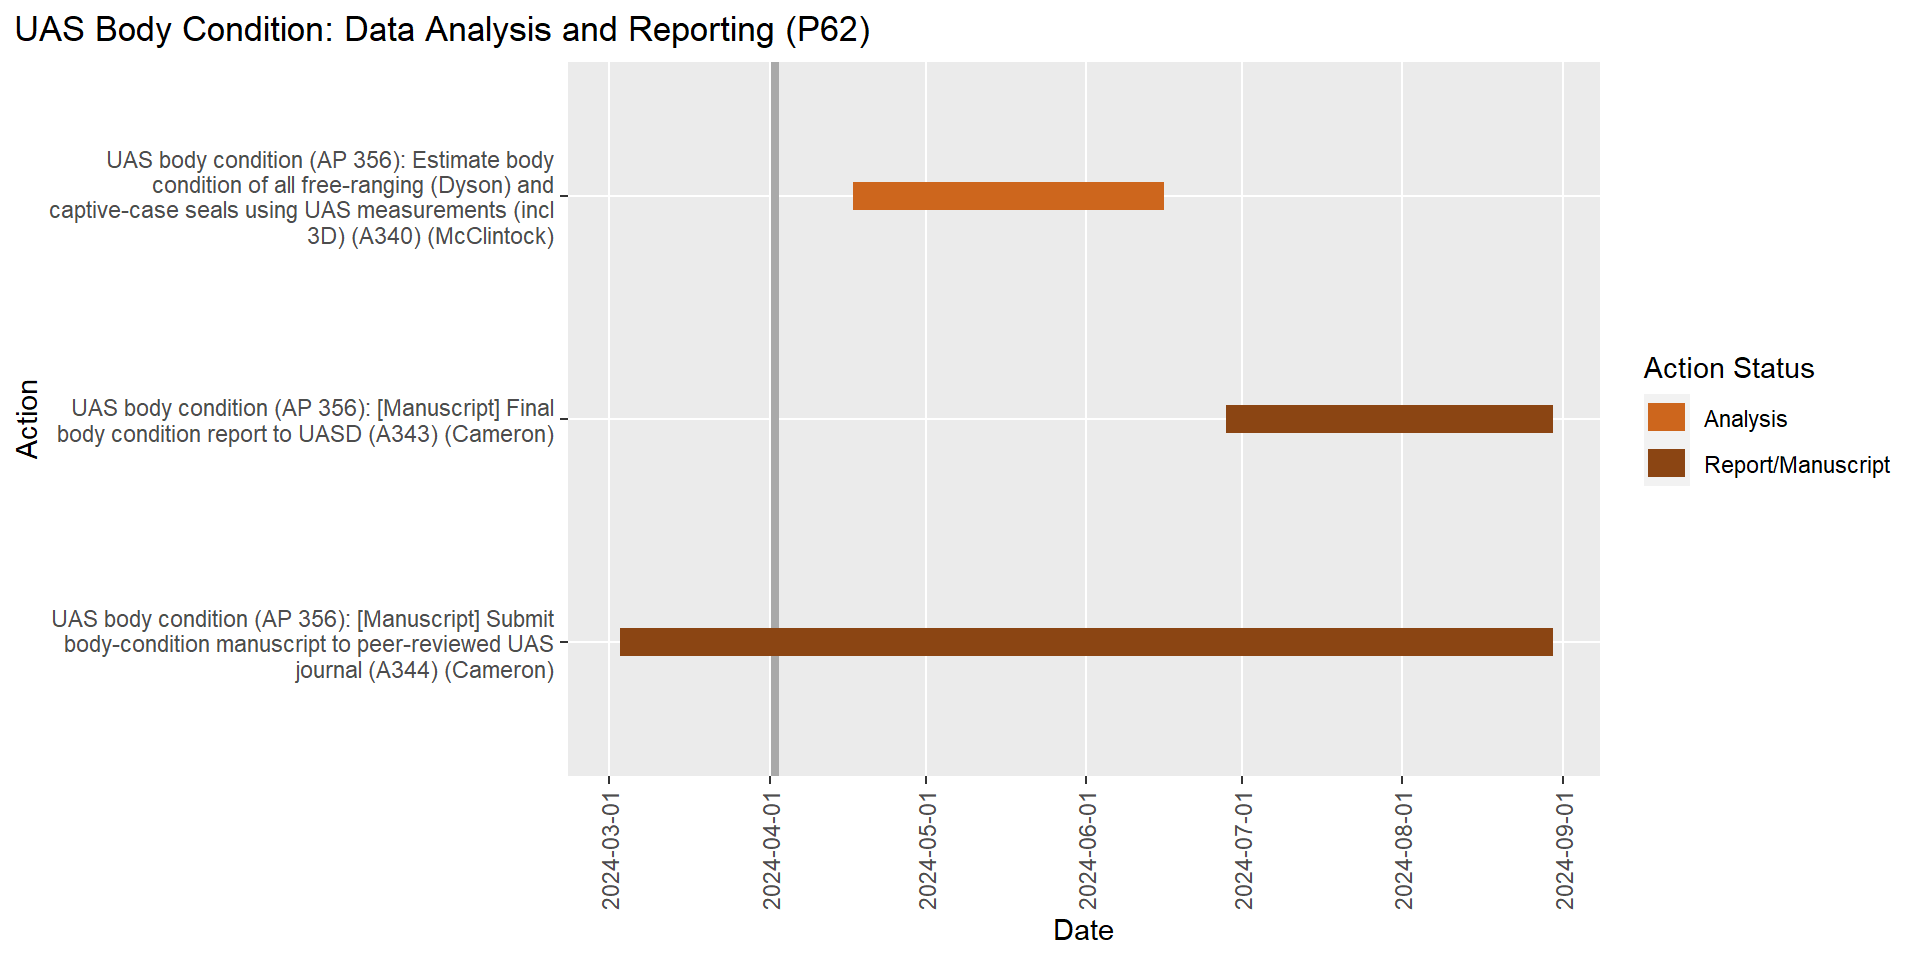 UAS Body Condition: Data Analysis and Reporting (P62)
Action
UAS body condition (AP 356): Estimate body
condition of all free-ranging (Dyson) and
captive-case seals using UAS measurements (incl
3D) (A340) (McClintock)
UAS body condition (AP 356): [Manuscript] Final
body condition report to UASD (A343) (Cameron)
UAS body condition (AP 356): [Manuscript] Submit
body-condition manuscript to peer-reviewed UAS
journal (A344) (Cameron)
2024-03-01
2024-04-01
2024-05-01
2024-06-01
2024-07-01
2024-08-01
2024-09-01
Date
Action Status
Analysis
Report/Manuscript